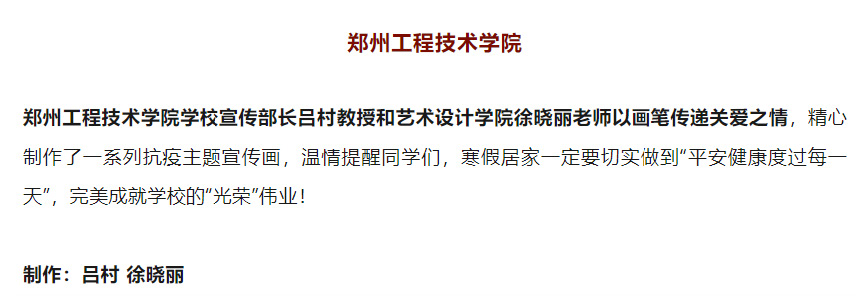 郑州工程技术学院
郑州工程技术学院学校宣传部长吕村教授和艺术设计学院徐晓丽老师以画笔传递关爱之情，精心
制作了一系列抗疫主题宣传画，温情提醒同学们，寒假居家一定要切实做到“平安健康度过每一
天”，完美成就学校的“光荣”伟业！
制作：吕村 徐晓丽